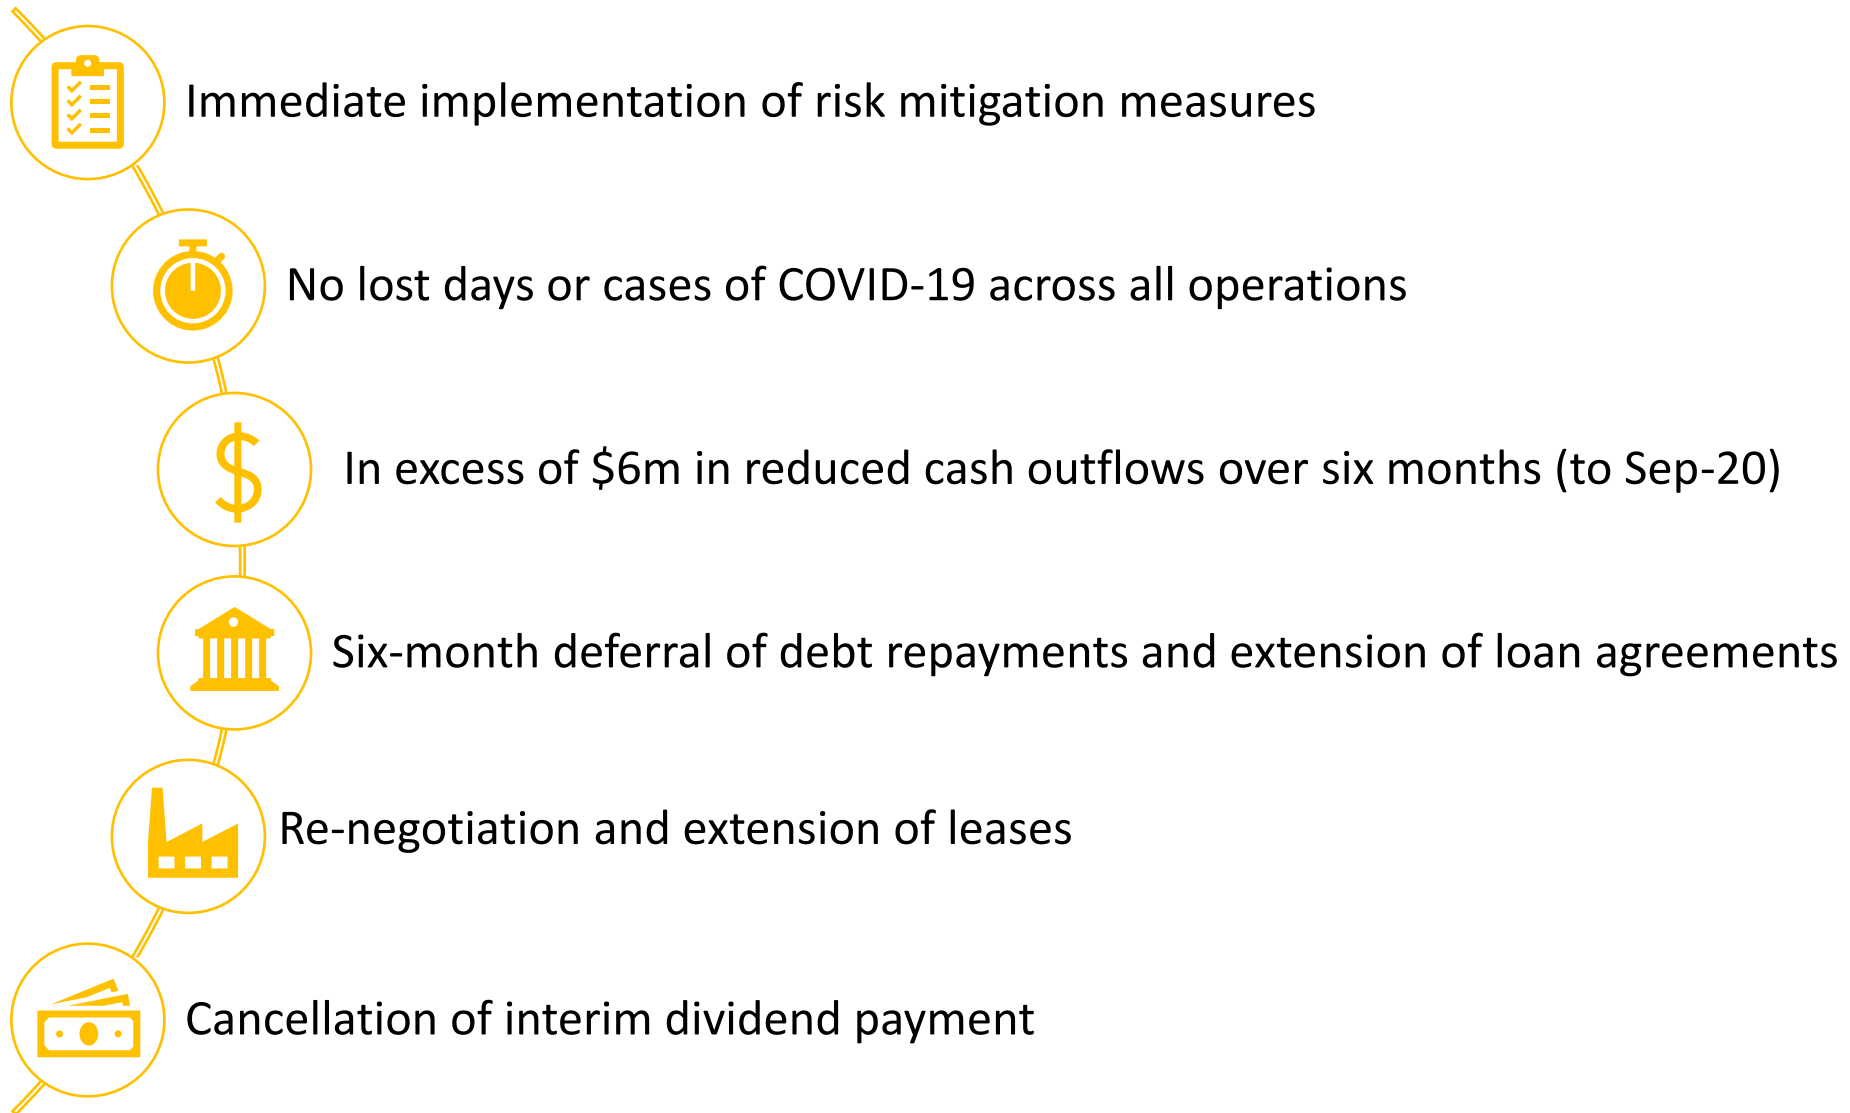 Immediate implementation of risk mitigation measures
No lost days or cases of COVID-19 across all operations
In excess of $6m in reduced cash outflows over six months (to Sep-20)
Six-month deferral of debt repayments and extension of loan agreements
Re-negotiation and extension of leases
Cancellation of interim dividend payment